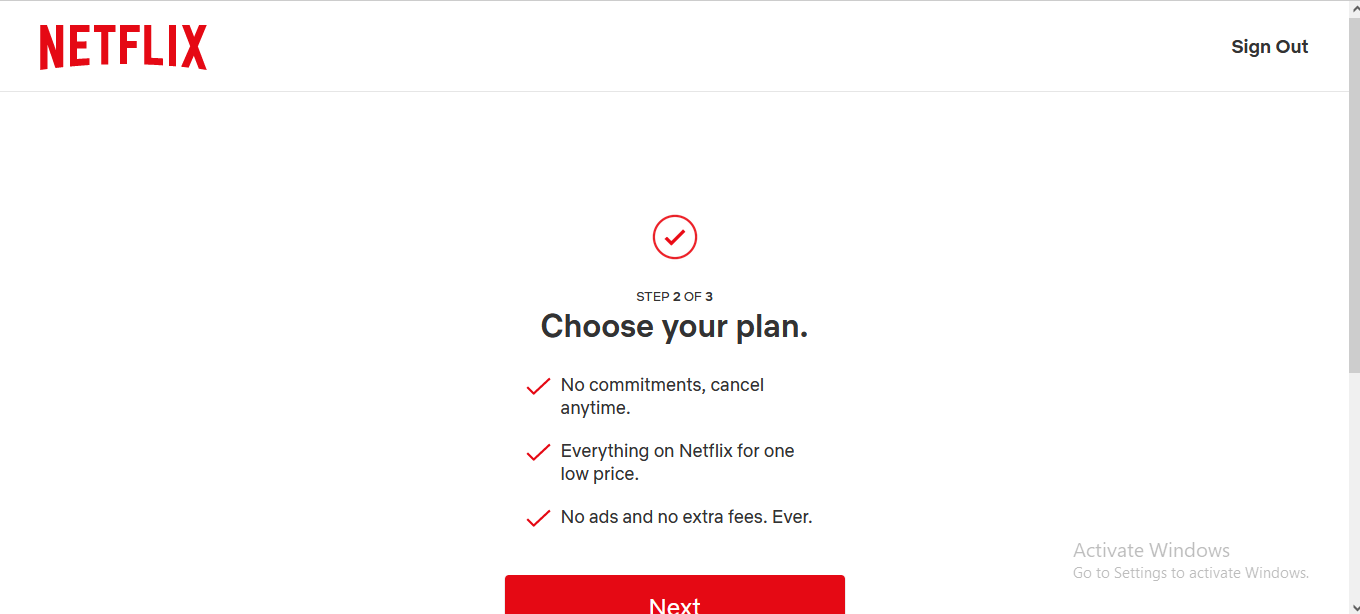 NETFLIX
Sign Out
STEP 2 OF 3
Choose your plan.
No commitments, cancel
anytime.
Everything on Netflix for one
low price.
No ads and no extra fees. Ever.
Next
Activate Windows
Go to Settings to activate Windows.